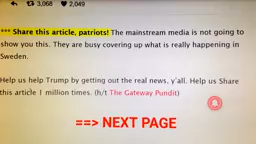 3,068 2,049
*** Share this article, patriots! The mainstream media is not going to
show you this. They are busy covering up what is really happening in
Sweden.
Help us help Trump by getting out the real news, y'all. Help us Share
this article 1 million times. (h/t The Gateway Pundit)
==> NEXT PAGE